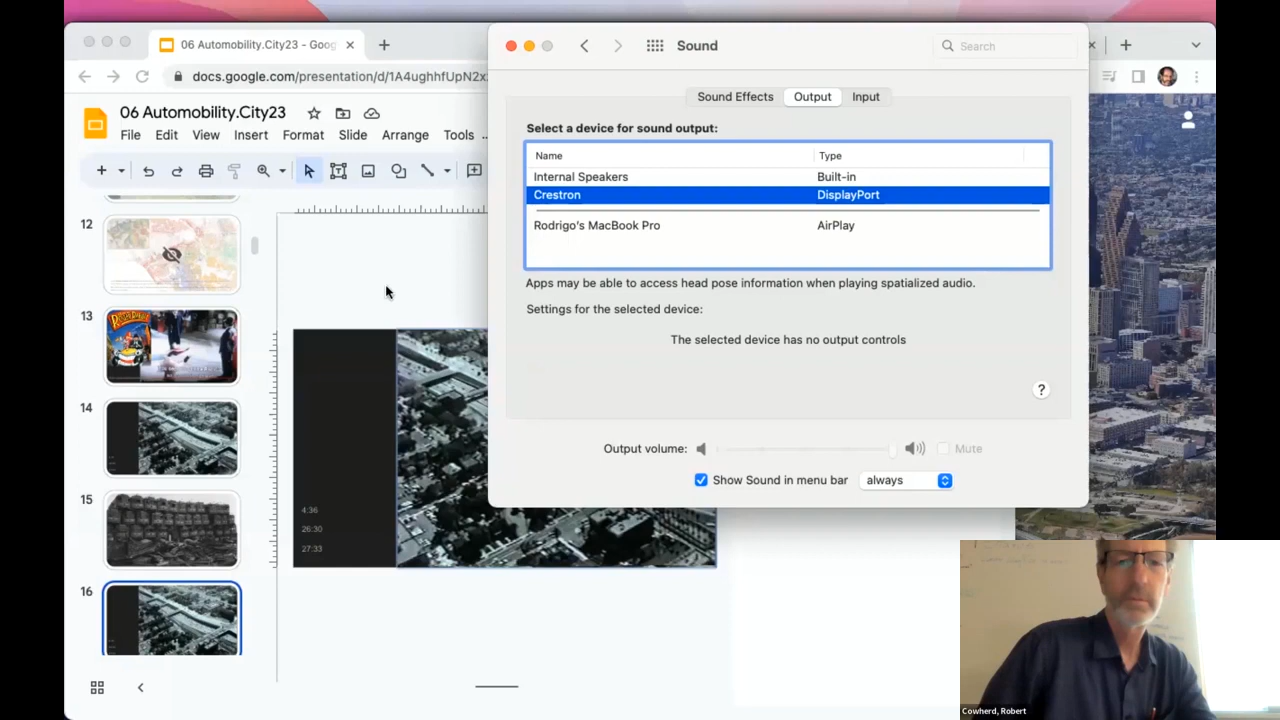 06 Automobility.City23 - Goog
docs.google.com/presentation/d/1A4ughhfUpN2x
06 Automobility.City23
File Edit View Insert Format Slide Arrange Tools ..
12
13
14
15
16
4:36
26:30
27:33
Sound
Search
Sound Effects Output Input
Select a device for sound output:
Name Type
Internal Speakers Built-in
Crestron DisplayPort
Rodrigo's MacBook Pro AirPlay
Apps may be able to access head pose information when playing spatialized audio.
Settings for the selected device:
The selected device has no output controls
?
Output volume: Mute
Show Sound in menu bar always
Cowherd, Robert